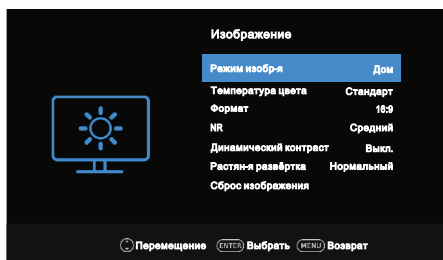 Изображение
Режим изобр-я Дом
Температура цвета Стандарт
Формат 16:9
NR Средний
Динамический контраст Выкл.
Растян-я развёртка Нормальный
Сброс изображения
Перемещение ENTER Выбрать MENU Возврат